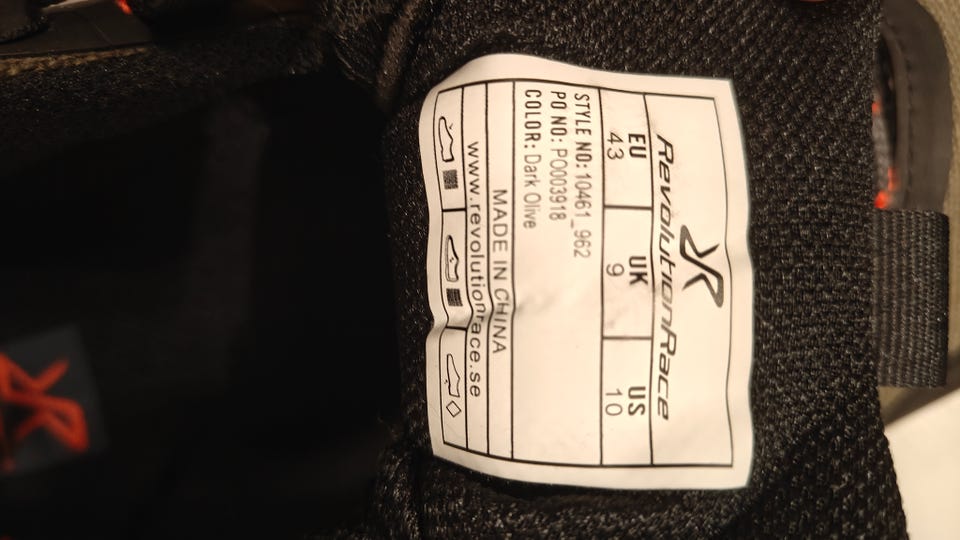 RevolutionRace
EU UK US
43 9 10
STYLE NO: 10461_962
PO NO: PO003918
COLOR: Dark Olive
MADE IN CHINA
www.revolutionrace.se